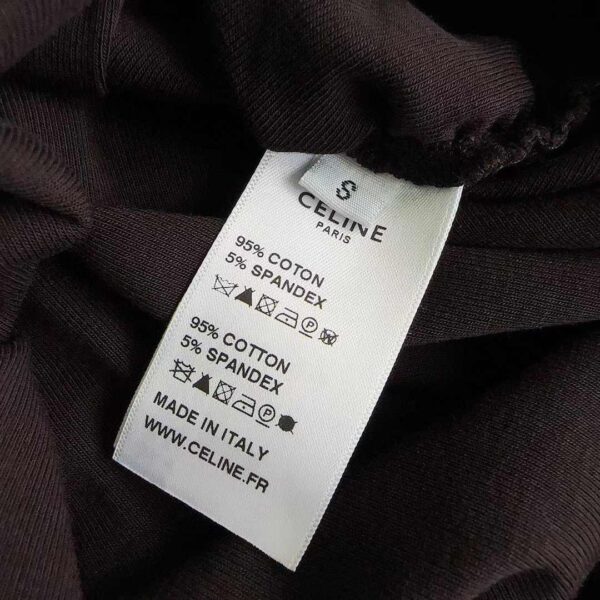 S
CELINE
PARIS
95% COTON
5% SPANDEX
95% COTTON
5% SPANDEX
MADE IN ITALY
WWW.CELINE.FR